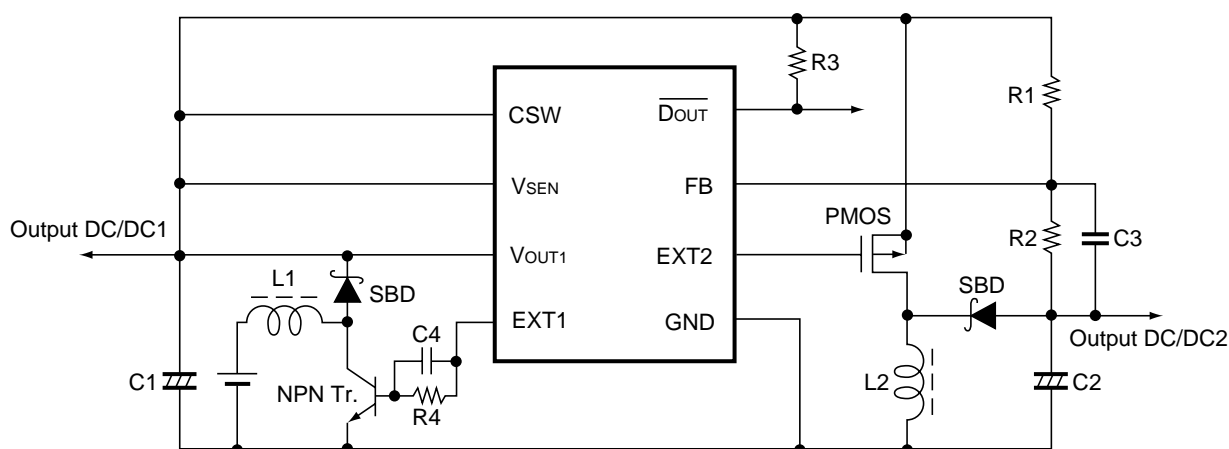 R3
R1
CSW
DOUT
VSEN
FB
PMOS
Output DC/DC1
R2
C3
VOUT1
EXT2
L1
SBD
SBD
EXT1
GND
C4
Output DC/DC2
C1
NPN Tr.
R4
L2
C2